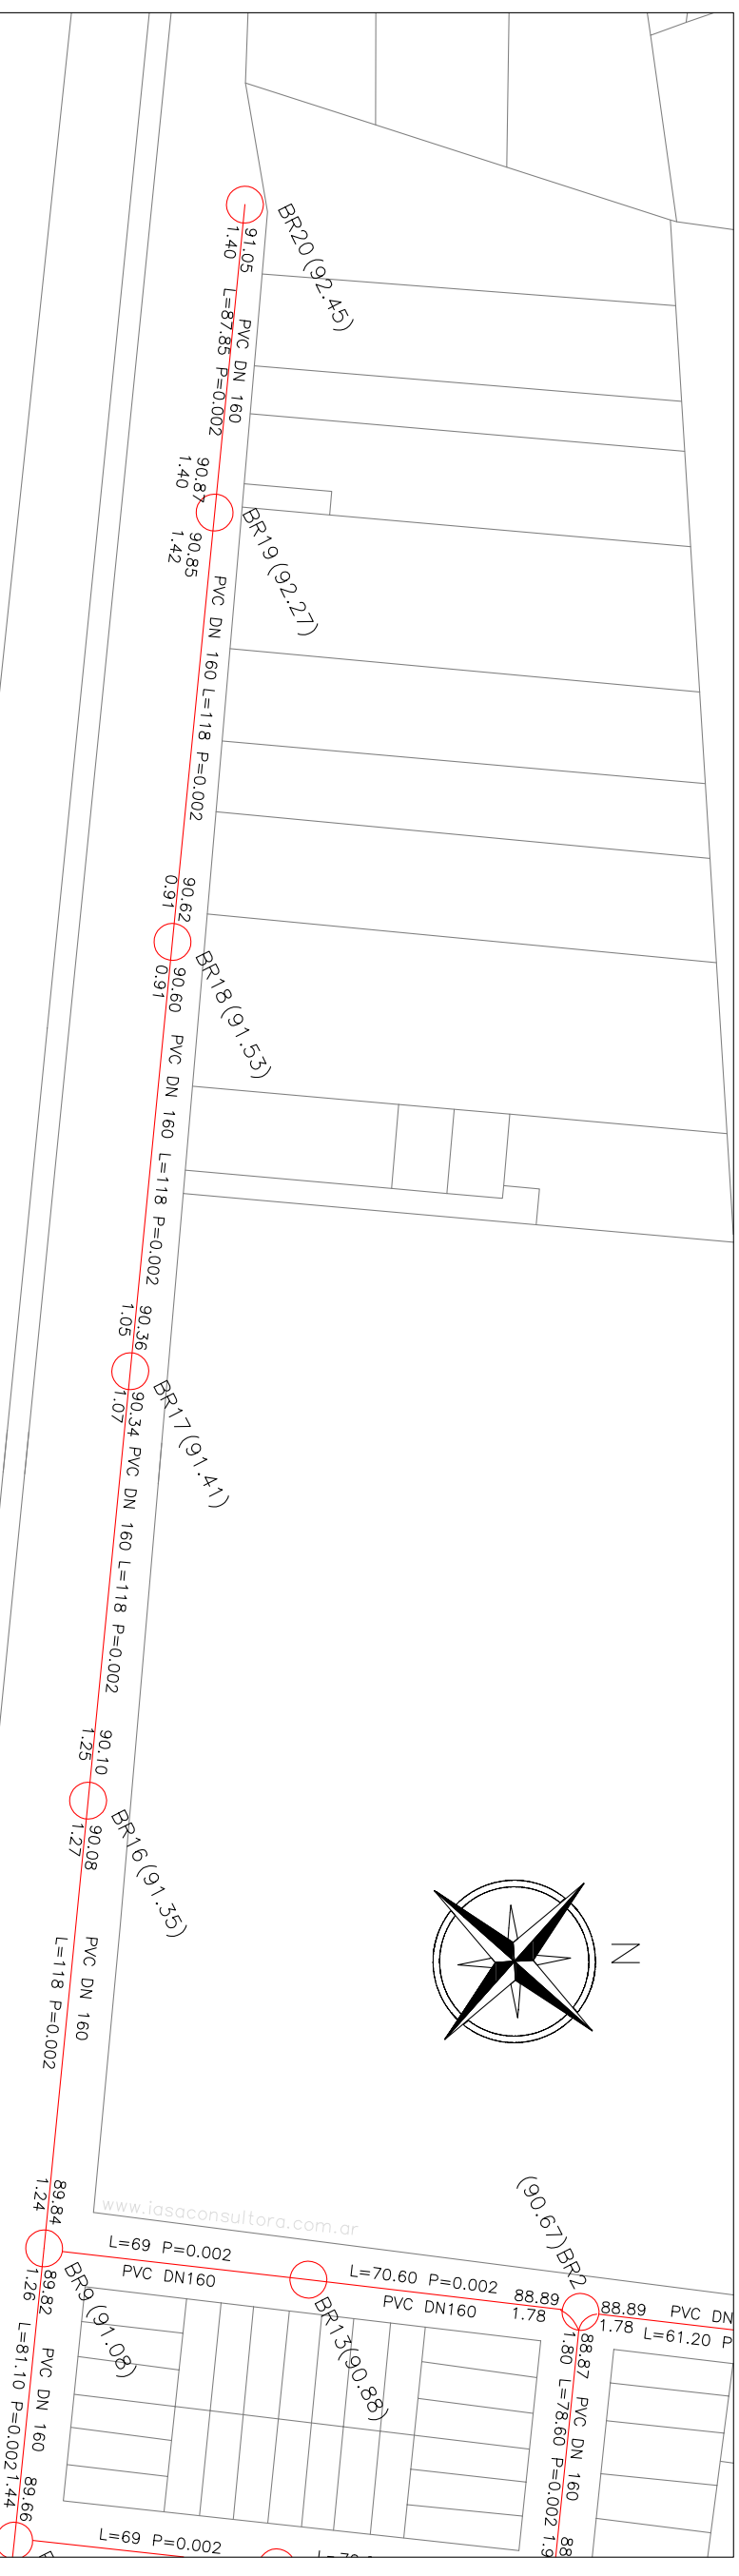 BR20 (92.45)
91.05
1.40
PVC DN 160
L=87.85 P=0.002
90.87
1.40
BR19 (92.27)
90.85
1.42
PVC DN 160 L=118 P=0.002
90.62
0.91
BR18 (91.53)
90.60
0.91
PVC DN 160 L=118 P=0.002
90.36
1.05
BR17 (91.41)
90.34
1.07
PVC DN 160 L=118 P=0.002
90.10
1.25
BR16 (91.35)
90.08
1.27
PVC DN 160
L=118 P=0.002
N
89.84
1.24
www.iasaconsultora.com.ar
BR9 (91.08)
89.82
1.26
L=69 P=0.002
PVC DN160
BR13(90.88)
L=70.60 P=0.002
PVC DN160
88.89
1.78
(90.67)BR2
88.89
1.78
PVC DN
L=61.20 P
88.87
1.80
PVC DN 160
L=78.60 P=0.002
PVC DN 160
L=81.10 P=0.002
89.66
1.44
L=69 P=0.002